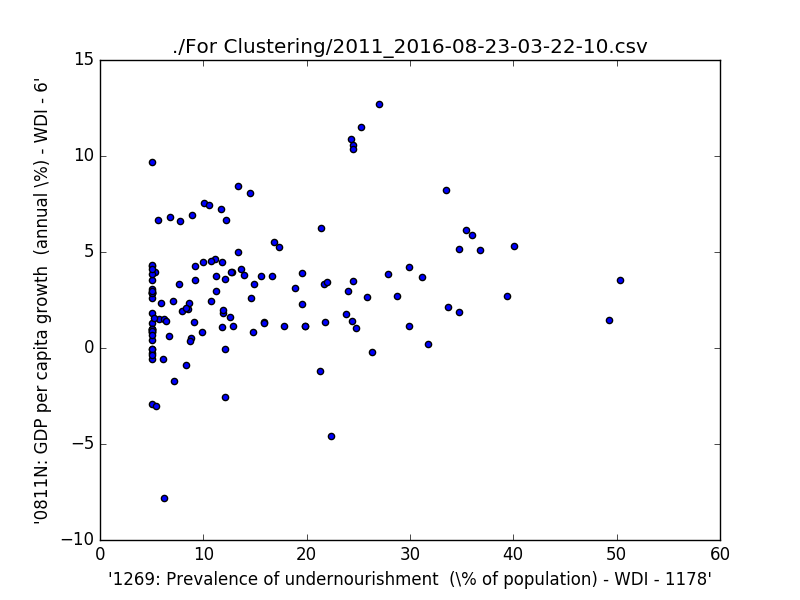 ./For Clustering/2011_2016-08-23-03-22-10.csv
15
10
5
0
−5
−10
0 10 20 30 40 50 60
'0811N: GDP per capita growth  (annual \%) - WDI - 6'
'1269: Prevalence of undernourishment  (\% of population) - WDI - 1178'